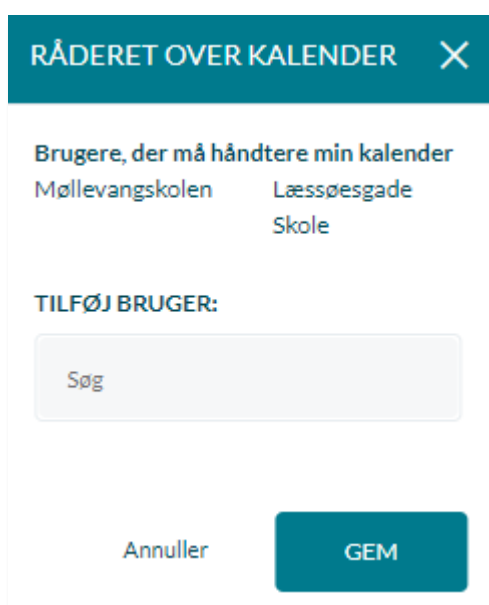 RÅDERET OVER KALENDER
Brugere, der må håndtere min kalender
Møllevangskolen Læssøesgade
Skole
TILFØJ BRUGER:
Søg
Annuller GEM